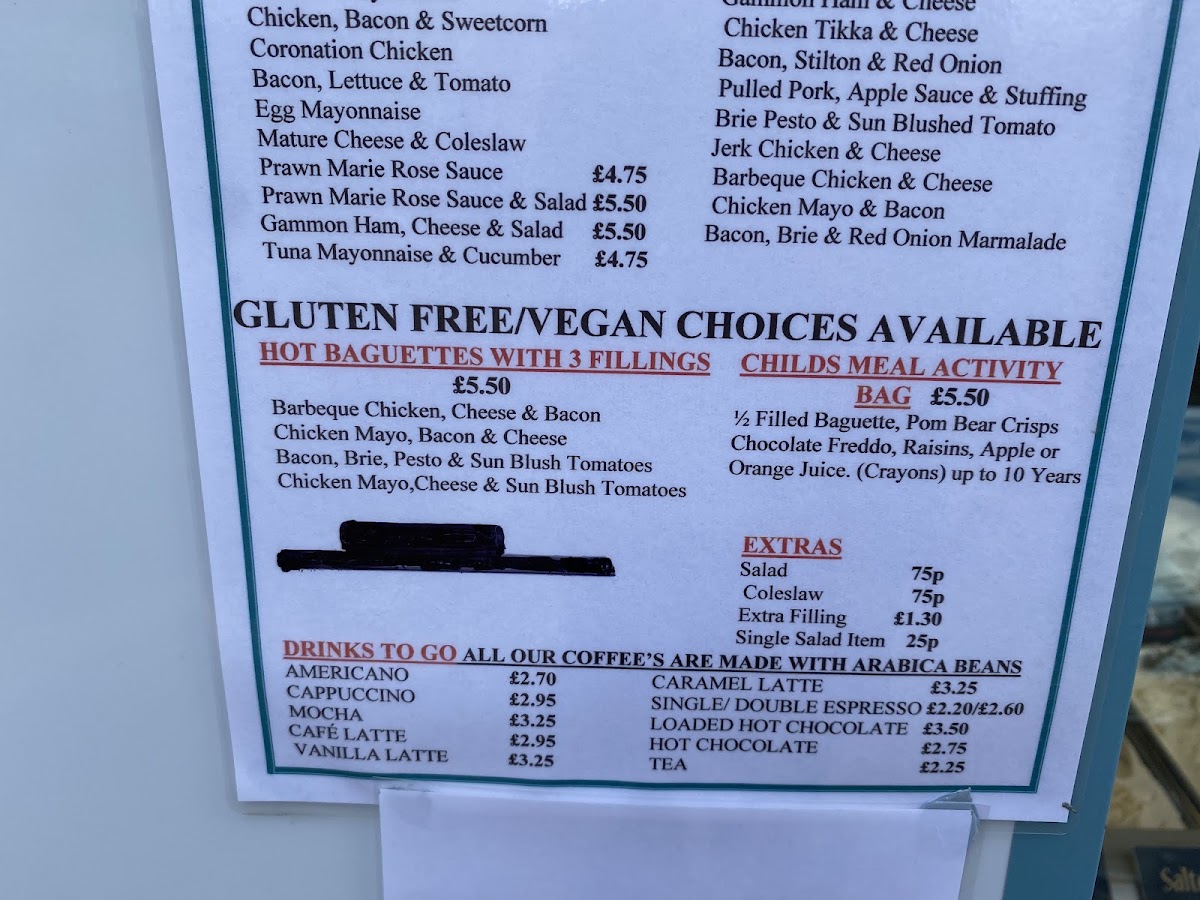 Chicken, Bacon & Sweetcorn
Coronation Chicken
Bacon, Lettuce & Tomato
Egg Mayonnaise
Mature Cheese & Coleslaw
Prawn Marie Rose Sauce £4.75
Prawn Marie Rose Sauce & Salad £5.50
Gammon Ham, Cheese & Salad £5.50
Tuna Mayonnaise & Cucumber £4.75
Gammon Ham & Cheese
Chicken Tikka & Cheese
Bacon, Stilton & Red Onion
Pulled Pork, Apple Sauce & Stuffing
Brie Pesto & Sun Blushed Tomato
Jerk Chicken & Cheese
Barbeque Chicken & Cheese
Chicken Mayo & Bacon
Bacon, Brie & Red Onion Marmalade
GLUTEN FREE/VEGAN CHOICES AVAILABLE
HOT BAGUETTES WITH 3 FILLINGS
£5.50
Barbeque Chicken, Cheese & Bacon
Chicken Mayo, Bacon & Cheese
Bacon, Brie, Pesto & Sun Blush Tomatoes
Chicken Mayo,Cheese & Sun Blush Tomatoes
CHILDS MEAL ACTIVITY
BAG £5.50
½ Filled Baguette, Pom Bear Crisps
Chocolate Freddo, Raisins, Apple or
Orange Juice. (Crayons) up to 10 Years
EXTRAS
Salad 75p
Coleslaw 75p
Extra Filling £1.30
Single Salad Item 25p
DRINKS TO GO ALL OUR COFFEE'S ARE MADE WITH ARABICA BEANS
AMERICANO £2.70
CAPPUCCINO £2.95
MOCHA £3.25
CAFÉ LATTE £2.95
VANILLA LATTE £3.25
CARAMEL LATTE £3.25
SINGLE/ DOUBLE ESPRESSO £2.20/£2.60
LOADED HOT CHOCOLATE £3.50
HOT CHOCOLATE £2.75
TEA £2.25